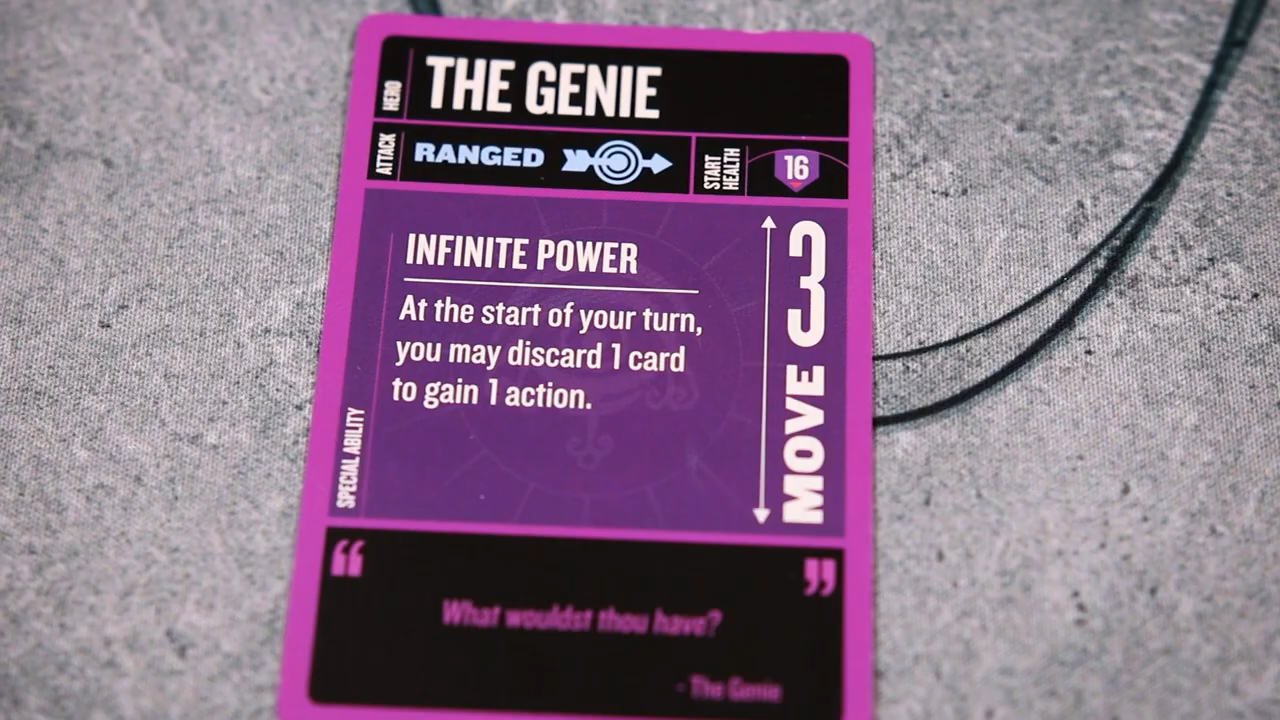 HERO
THE GENIE
ATTACK
RANGED
START
HEALTH
16
SPECIAL ABILITY
INFINITE POWER
At the start of your turn,
you may discard 1 card
to gain 1 action.
MOVE 3
“
”
What wouldst thou have?
- The Genie